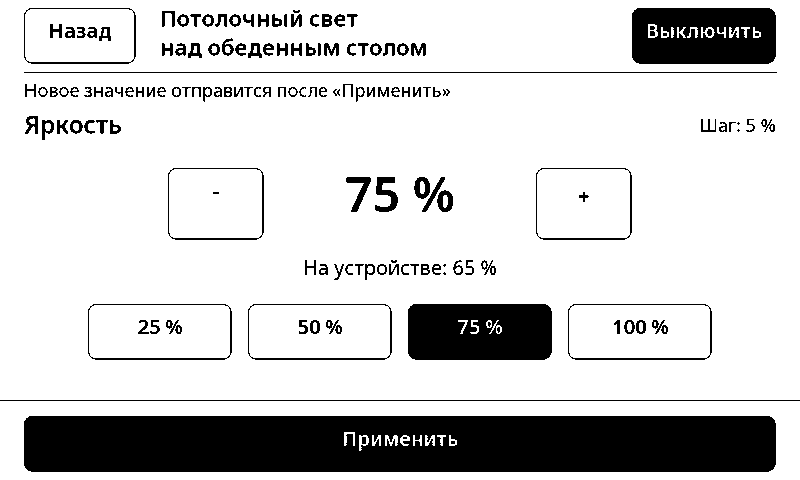 Назад
Потолочный свет
над обеденным столом
Выключить
Новое значение отправится после «Применить»
Яркость
Шаг: 5 %
-
75 %
+
На устройстве: 65 %
25 %
50 %
75 %
100 %
Применить